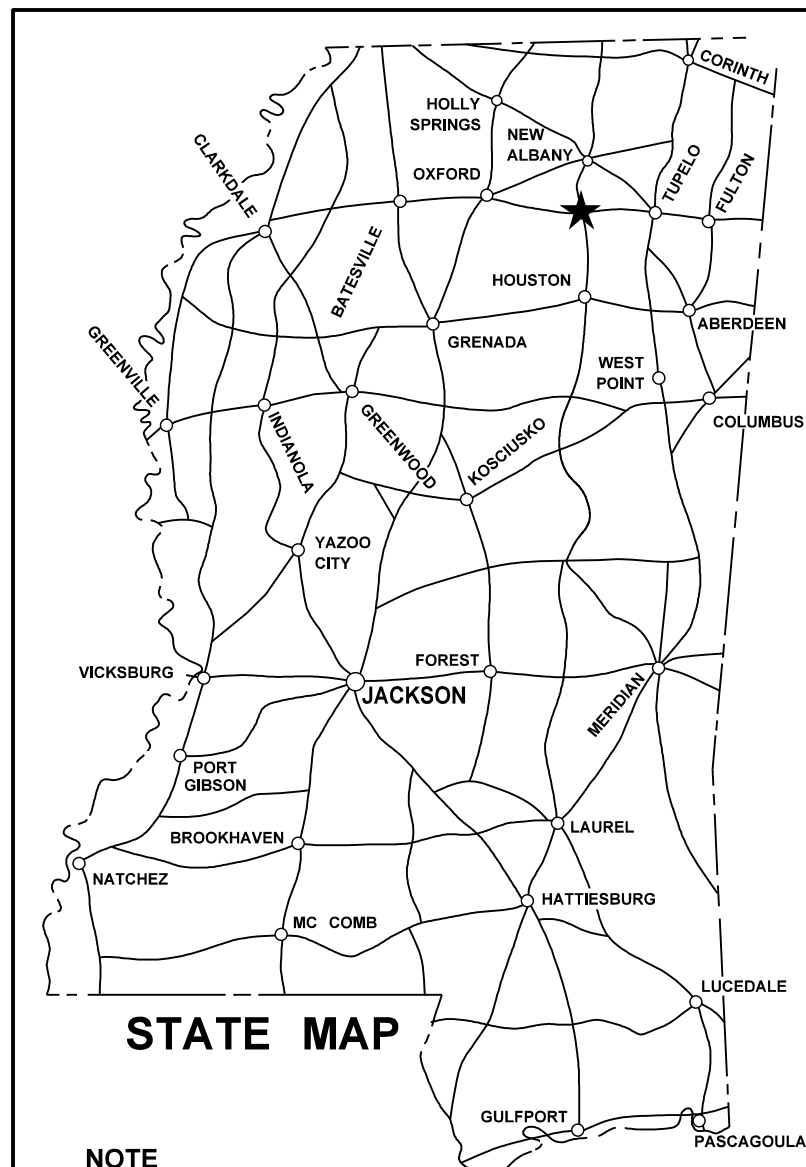 CORINTH
HOLLY
SPRINGS
NEW
ALBANY
CLARKDALE
OXFORD
TUPELO
FULTON
BATESVILLE
HOUSTON
GREENVILLE
GRENADA
ABERDEEN
WEST
POINT
INDIANOLA
GREENWOOD
KOSCIUSKO
COLUMBUS
YAZOO
CITY
VICKSBURG
FOREST
JACKSON
MERIDIAN
PORT
GIBSON
BROOKHAVEN
LAUREL
NATCHEZ
HATTIESBURG
MC COMB
LUCEDALE
STATE MAP
GULFPORT
PASCAGOULA
NOTE